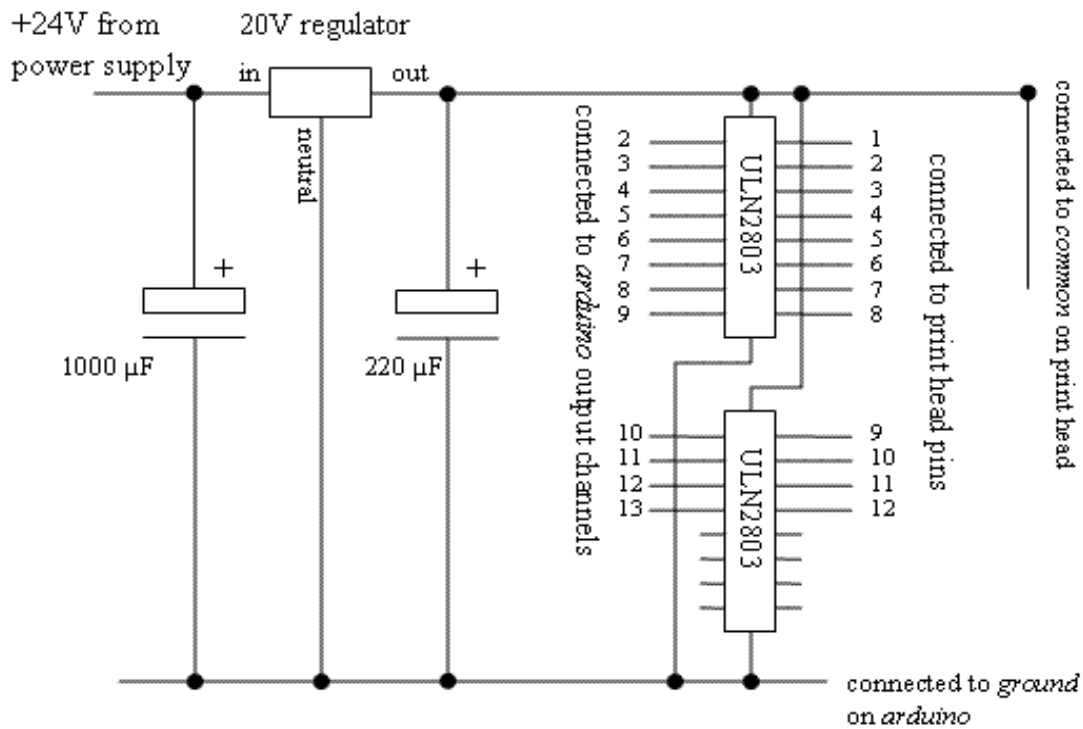 +24V from
power supply
20V regulator
in
out
neutral
1000 µF
+
220 µF
+
connected to arduino output channels
2
3
4
5
6
7
8
9
ULN2803
1
2
3
4
5
6
7
8
connected to print head pins
connected to common on print head
10
11
12
13
ULN2803
9
10
11
12
connected to ground
on arduino